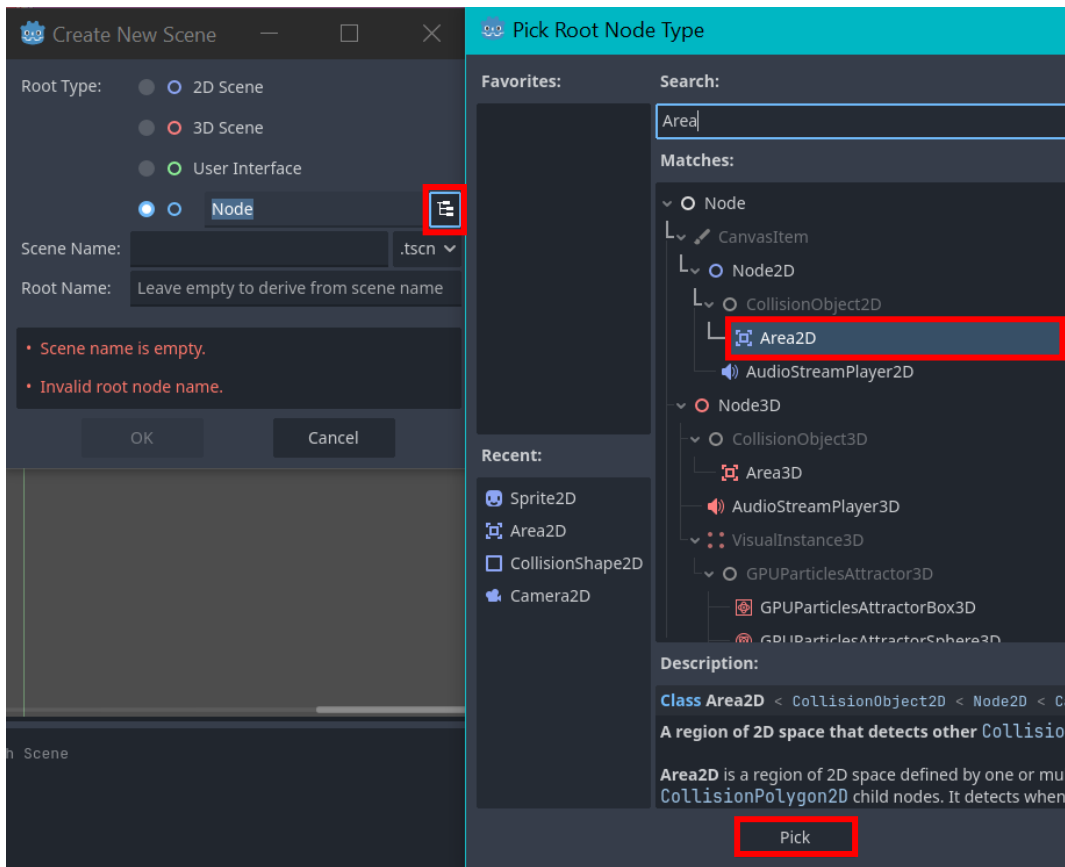 Create New Scene
Root Type:
2D Scene
3D Scene
User Interface
Node
Scene Name:
.tscn
Root Name:
Leave empty to derive from scene name
• Scene name is empty.
• Invalid root node name.
OK
Cancel
h Scene
Pick Root Node Type
Favorites:
Recent:
Sprite2D
Area2D
CollisionShape2D
Camera2D
Search:
Area
Matches:
Node
CanvasItem
Node2D
CollisionObject2D
Area2D
AudioStreamPlayer2D
Node3D
CollisionObject3D
Area3D
AudioStreamPlayer3D
VisualInstance3D
GPUParticlesAttractor3D
GPUParticlesAttractorBox3D
GPUParticlesAttractorSphere3D
Description:
Class Area2D < CollisionObject2D < Node2D < C
A region of 2D space that detects other Collisio
Area2D is a region of 2D space defined by one or mu
CollisionPolygon2D child nodes. It detects when
Pick